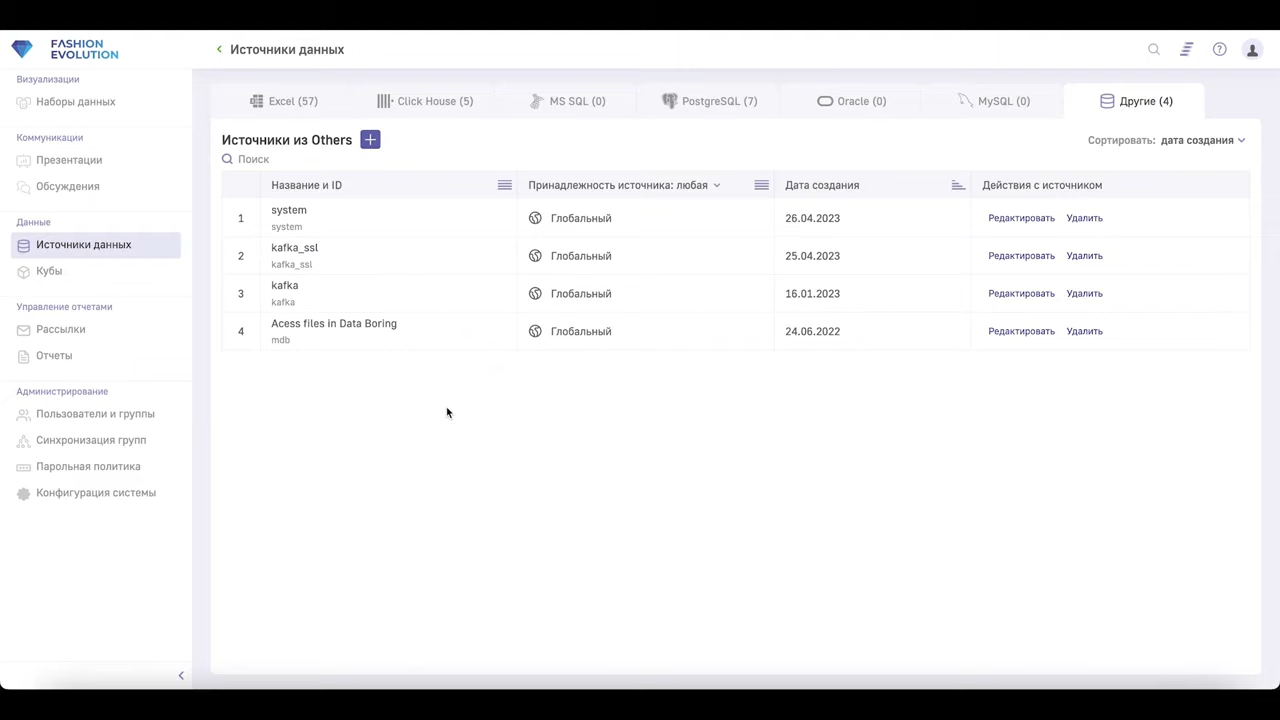 FASHION
EVOLUTION
Источники данных
Визуализации
Наборы данных
Коммуникации
Презентации
Обсуждения
Данные
Источники данных
Кубы
Управление отчетами
Рассылки
Отчеты
Администрирование
Пользователи и группы
Синхронизация групп
Парольная политика
Конфигурация системы
Excel (57)
Click House (5)
MS SQL (0)
PostgreSQL (7)
Oracle (0)
MySQL (0)
Другие (4)
Источники из Others
Сортировать: дата создания
Поиск
Название и ID Принадлежность источника: любая Дата создания Действия с источником
1 system Глобальный 26.04.2023 Редактировать Удалить
system
2 kafka_ssl Глобальный 25.04.2023 Редактировать Удалить
kafka_ssl
3 kafka Глобальный 16.01.2023 Редактировать Удалить
kafka
4 Acess files in Data Boring Глобальный 24.06.2022 Редактировать Удалить
mdb